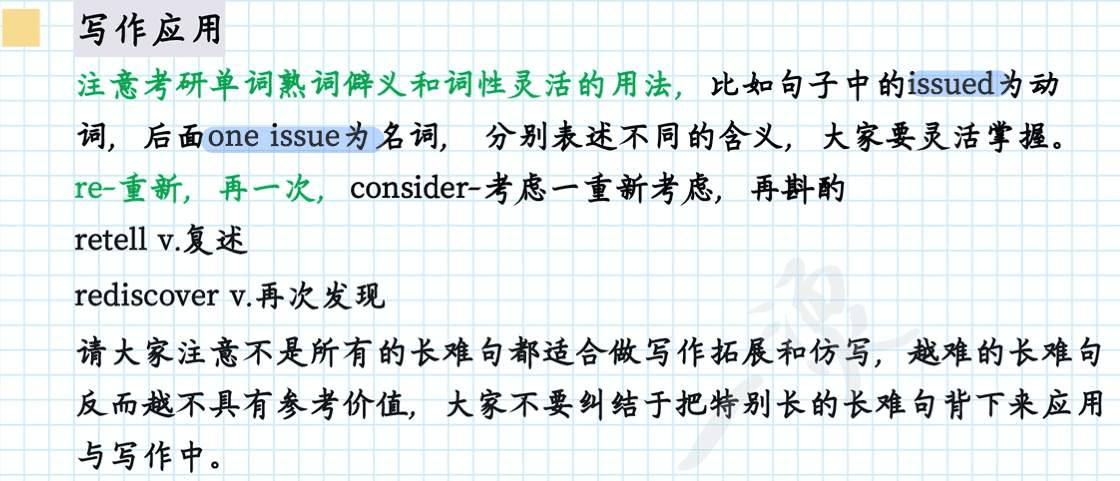 写作应用
注意考研单词熟词僻义和词性灵活的用法，比如句子中的issued为动
词，后面one issue为名词，分别表述不同的含义，大家要灵活掌握。
re-重新，再一次，consider-考虑一重新考虑，再斟酌
retell v.复述
rediscover v.再次发现
请大家注意不是所有的长难句都适合做写作拓展和仿写，越难的长难句
反而越不具有参考价值，大家不要纠结于把特别长的长难句背下来应用
与写作中。